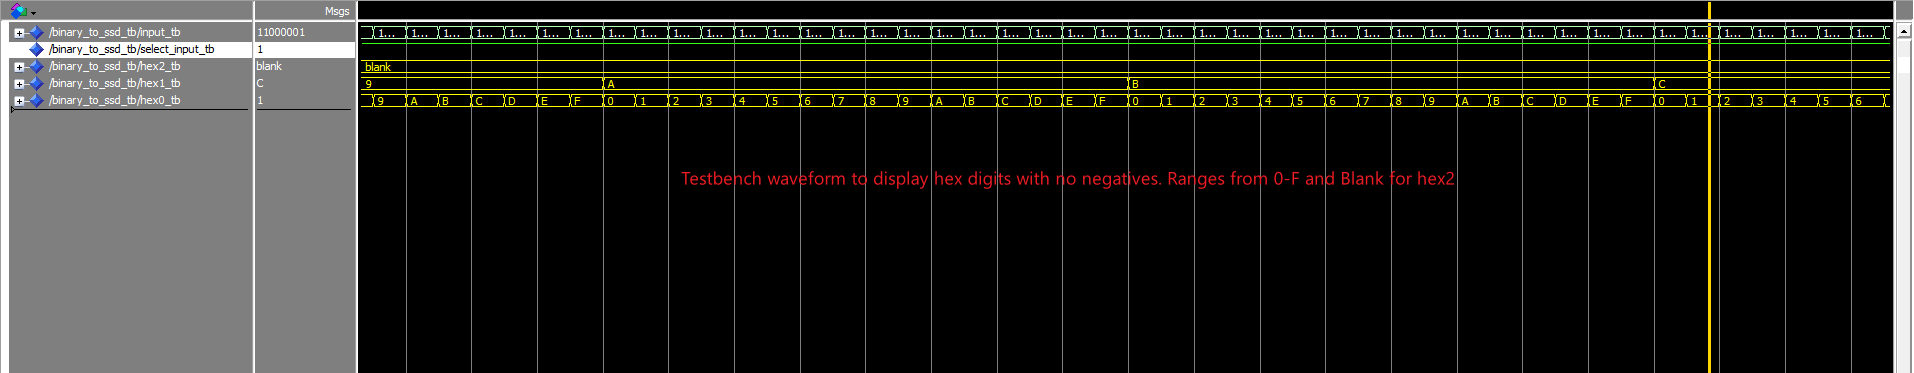 Msgs
/binary_to_ssd_tb/input_tb 11000001 1... 1... 1... 1... 1... 1... 1... 1... 1... 1... 1... 1... 1... 1... 1... 1... 1... 1... 1... 1... 1... 1... 1... 1... 1... 1... 1... 1... 1... 1... 1... 1... 1... 1... 1... 1... 1... 1... 1... 1... 1... 1... 1... 1... 1... 1...
/binary_to_ssd_tb/select_input_tb 1
/binary_to_ssd_tb/hex2_tb blank blank
/binary_to_ssd_tb/hex1_tb C 9 A B C
/binary_to_ssd_tb/hex0_tb 1 9 A B C D E F 0 1 2 3 4 5 6 7 8 9 A B C D E F 0 1 2 3 4 5 6 7 8 9 A B C D E F 0 1 2 3 4 5 6
Testbench waveform to display hex digits with no negatives. Ranges from 0-F and Blank for hex2